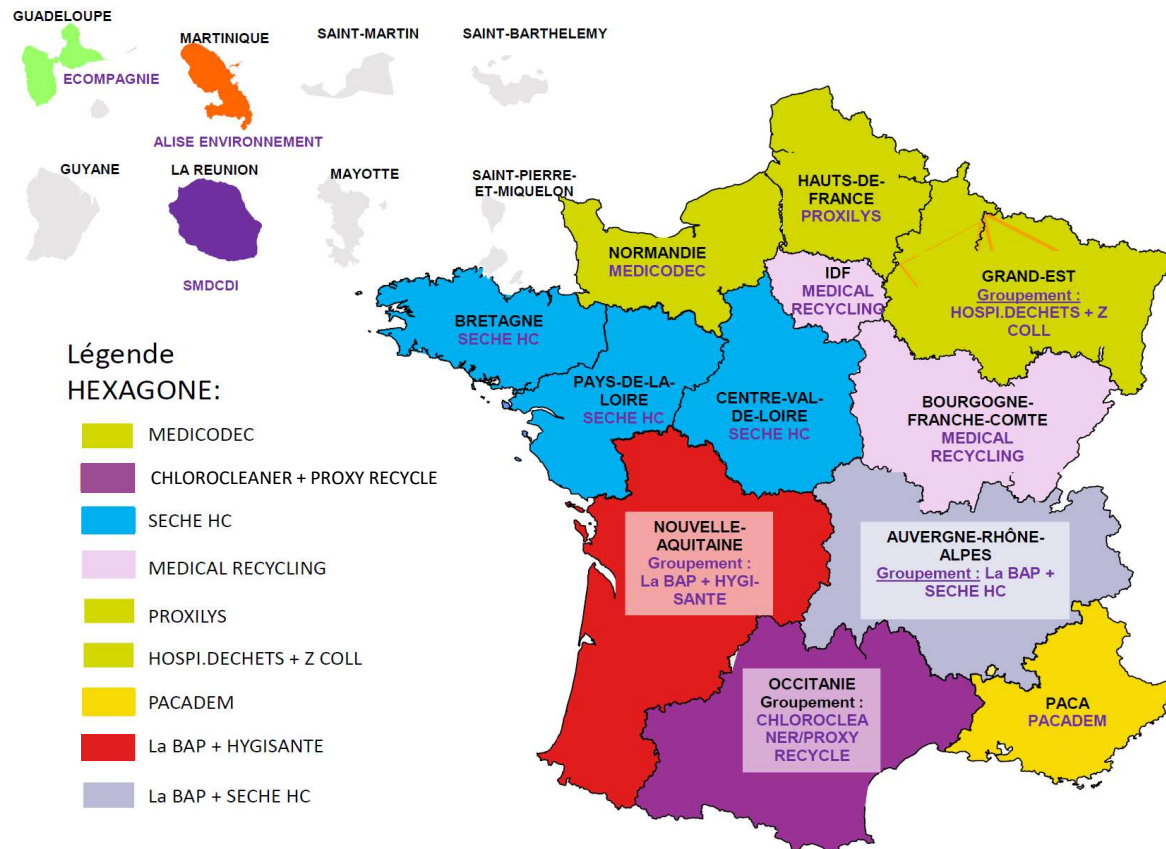 GUADELOUPE
ECOMPAGNIE
MARTINIQUE
ALISE ENVIRONNEMENT
SAINT-MARTIN
SAINT-BARTHELEMY
GUYANE
LA REUNION
SMDCDI
MAYOTTE
SAINT-PIERRE-
ET-MIQUELON
HAUTS-DE-
FRANCE
PROXILYS
NORMANDIE
MEDICODEC
IDF
MEDICAL
RECYCLING
GRAND-EST
Groupement :
HOSPI.DECHETS + Z
COLL
BRETAGNE
SECHE HC
PAYS-DE-LA-
LOIRE
SECHE HC
CENTRE-VAL-
DE-LOIRE
SECHE HC
BOURGOGNE-
FRANCHE-COMTE
MEDICAL
RECYCLING
NOUVELLE-
AQUITAINE
Groupement :
La BAP + HYGI-
SANTE
AUVERGNE-RHÔNE-
ALPES
Groupement : La BAP +
SECHE HC
OCCITANIE
Groupement :
CHLOROCLEA
NER/PROXY
RECYCLE
PACA
PACADEM
Légende
HEXAGONE:
MEDICODEC
CHLOROCLEANER + PROXY RECYCLE
SECHE HC
MEDICAL RECYCLING
PROXILYS
HOSPI.DECHETS + Z COLL
PACADEM
La BAP + HYGISANTE
La BAP + SECHE HC